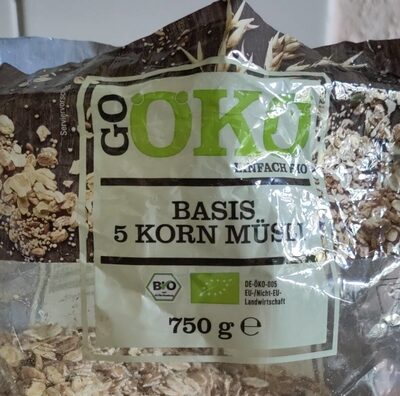 GO
ÖKO
EINFACH BIO
BASIS
5 KORN MÜSLI
BIO
DE-ÖKO-005
EU-/Nicht-EU-
Landwirtschaft
750 g ℮